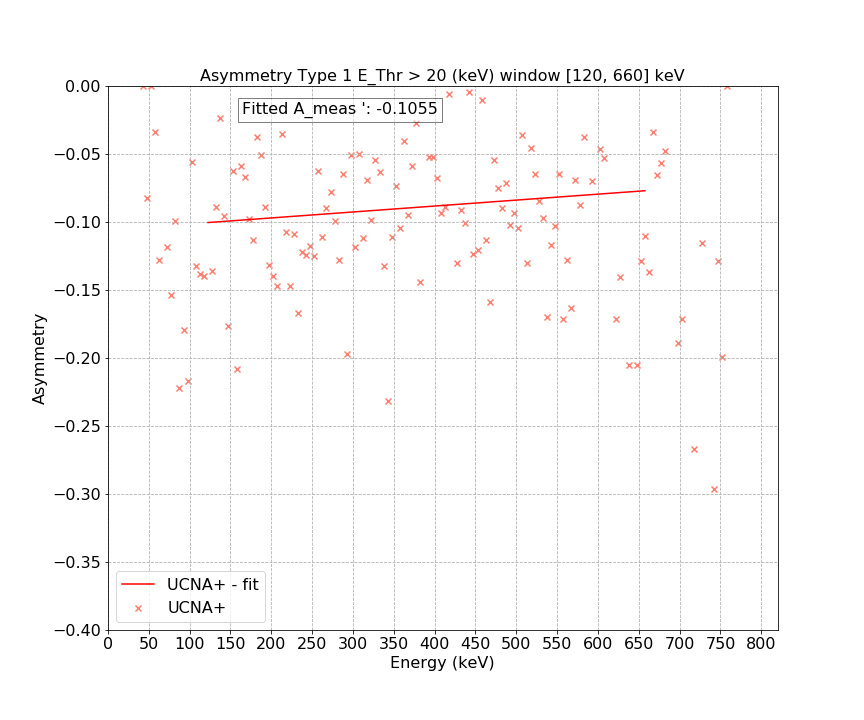 Asymmetry Type 1 E_Thr > 20 (keV) window [120, 660] keV
Fitted A_meas ': -0.1055
0.00
−0.05
−0.10
−0.15
−0.20
−0.25
−0.30
−0.35
−0.40
Asymmetry
UCNA+ - fit
UCNA+
0 50 100 150 200 250 300 350 400 450 500 550 600 650 700 750 800
Energy (keV)